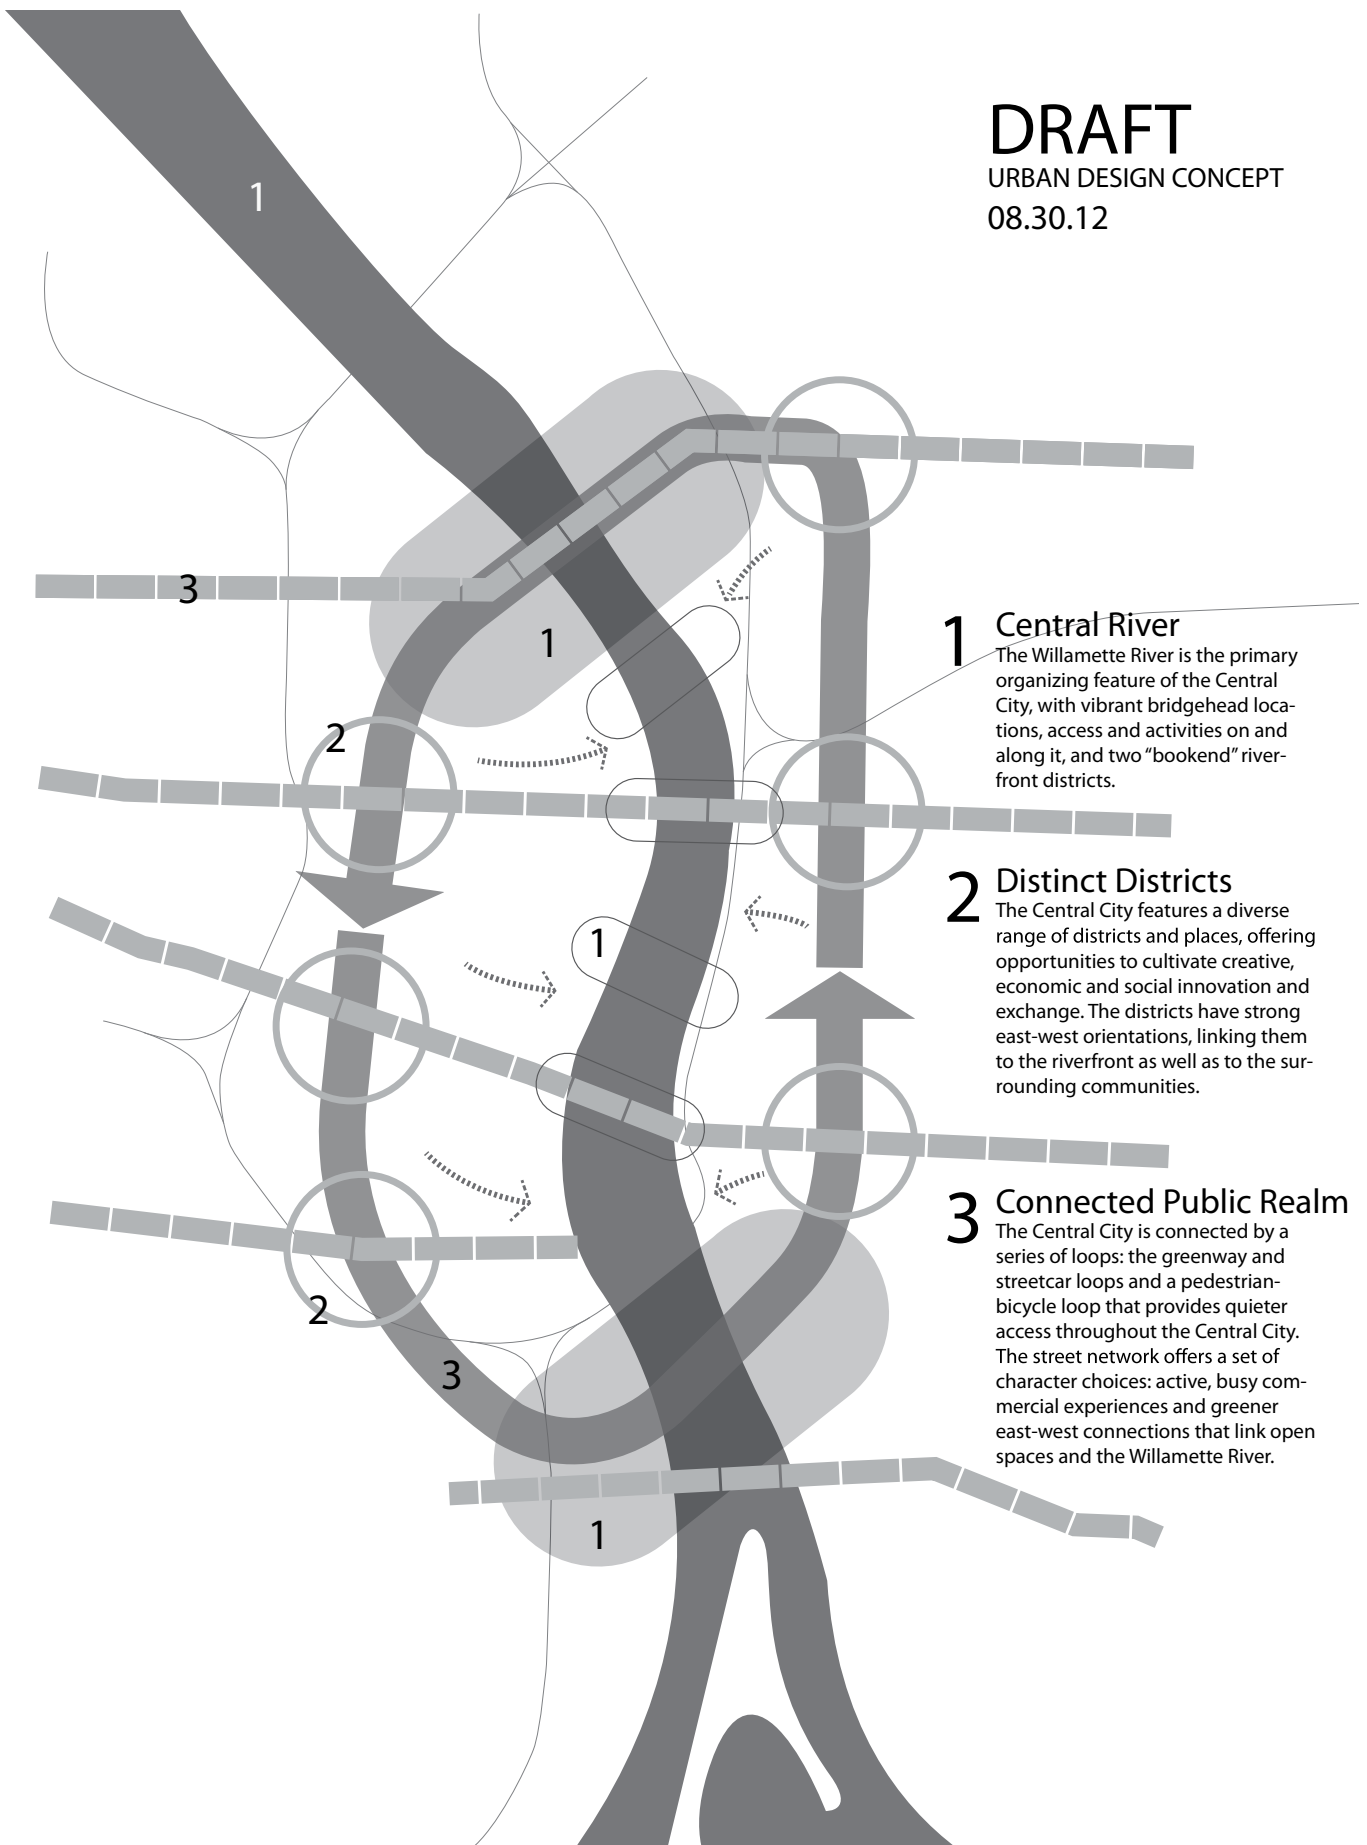 DRAFT
URBAN DESIGN CONCEPT
08.30.12
1
1
3
1
2
1
2
3
1
1 Central River
The Willamette River is the primary
organizing feature of the Central
City, with vibrant bridgehead loca-
tions, access and activities on and
along it, and two “bookend” river-
front districts.
2 Distinct Districts
The Central City features a diverse
range of districts and places, offering
opportunities to cultivate creative,
economic and social innovation and
exchange. The districts have strong
east-west orientations, linking them
to the riverfront as well as to the sur-
rounding communities.
3 Connected Public Realm
The Central City is connected by a
series of loops: the greenway and
streetcar loops and a pedestrian-
bicycle loop that provides quieter
access throughout the Central City.
The street network offers a set of
character choices: active, busy com-
mercial experiences and greener
east-west connections that link open
spaces and the Willamette River.